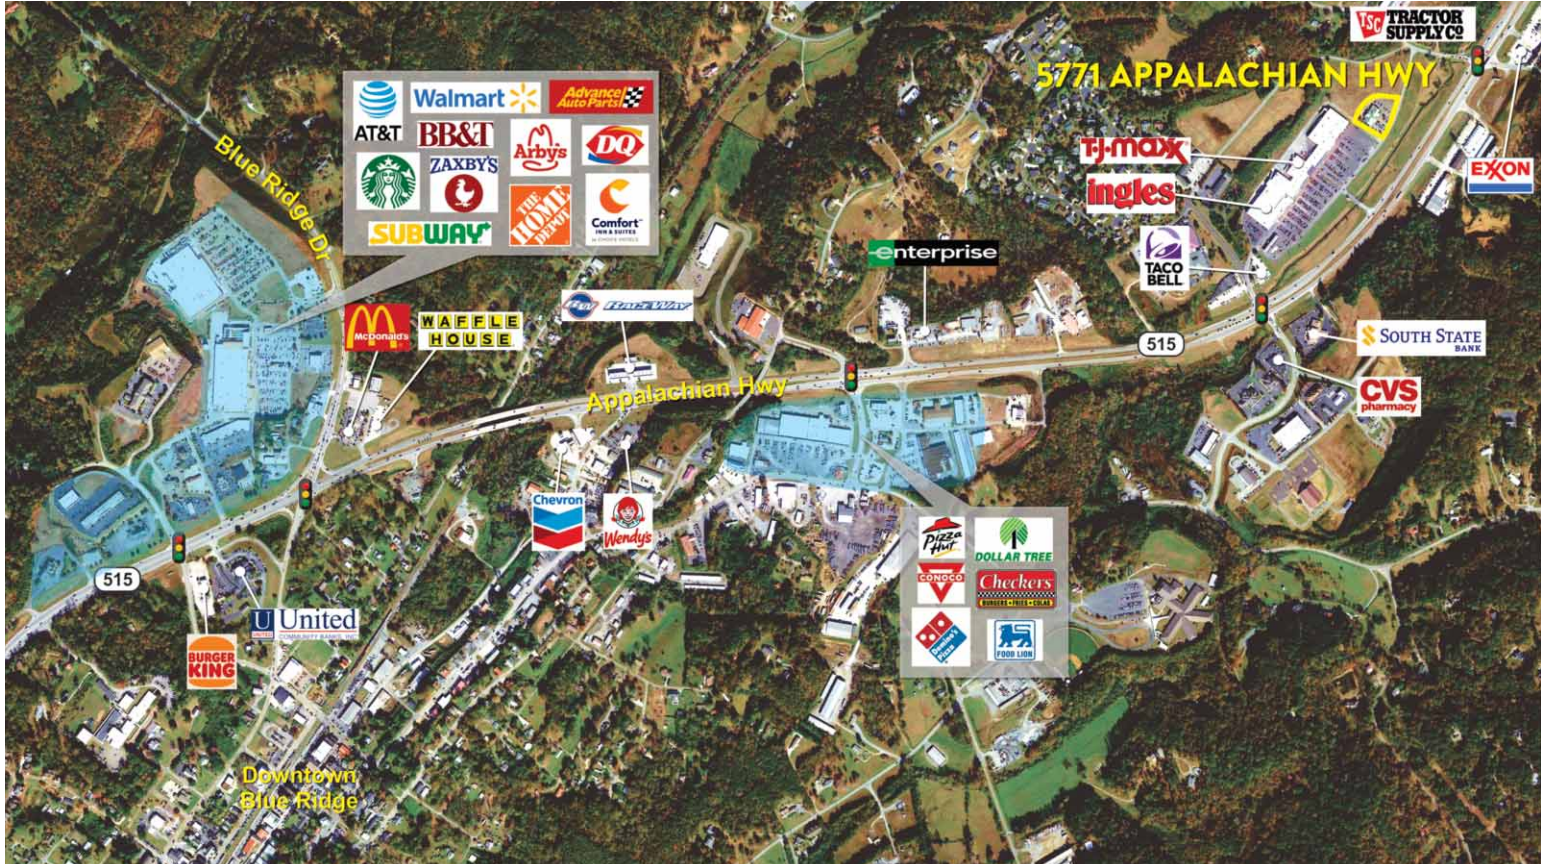 TSC TRACTOR
SUPPLY CO
5771 APPALACHIAN HWY
AT&T
Walmart
Advance
Auto Parts
BB&T
Arby's
DQ
ZAXBY'S
SUBWAY
THE
HOME
DEPOT
Comfort
INN & SUITES
Blue Ridge Dr
T.J.maxx
ingles
EXXON
TACO
BELL
enterprise
RW RACEWAY
McDonald's
WAFFLE
HOUSE
515
SOUTH STATE
BANK
CVS
pharmacy
Appalachian Hwy
Chevron
Wendy's
Pizza
Hut
DOLLAR TREE
CONOCO
Checkers
BURGERS • FRIES • COLAS
Domino's
Pizza
FOOD LION
515
U United
UNITED COMMUNITY BANKS, INC.
BURGER
KING
Downtown
Blue Ridge